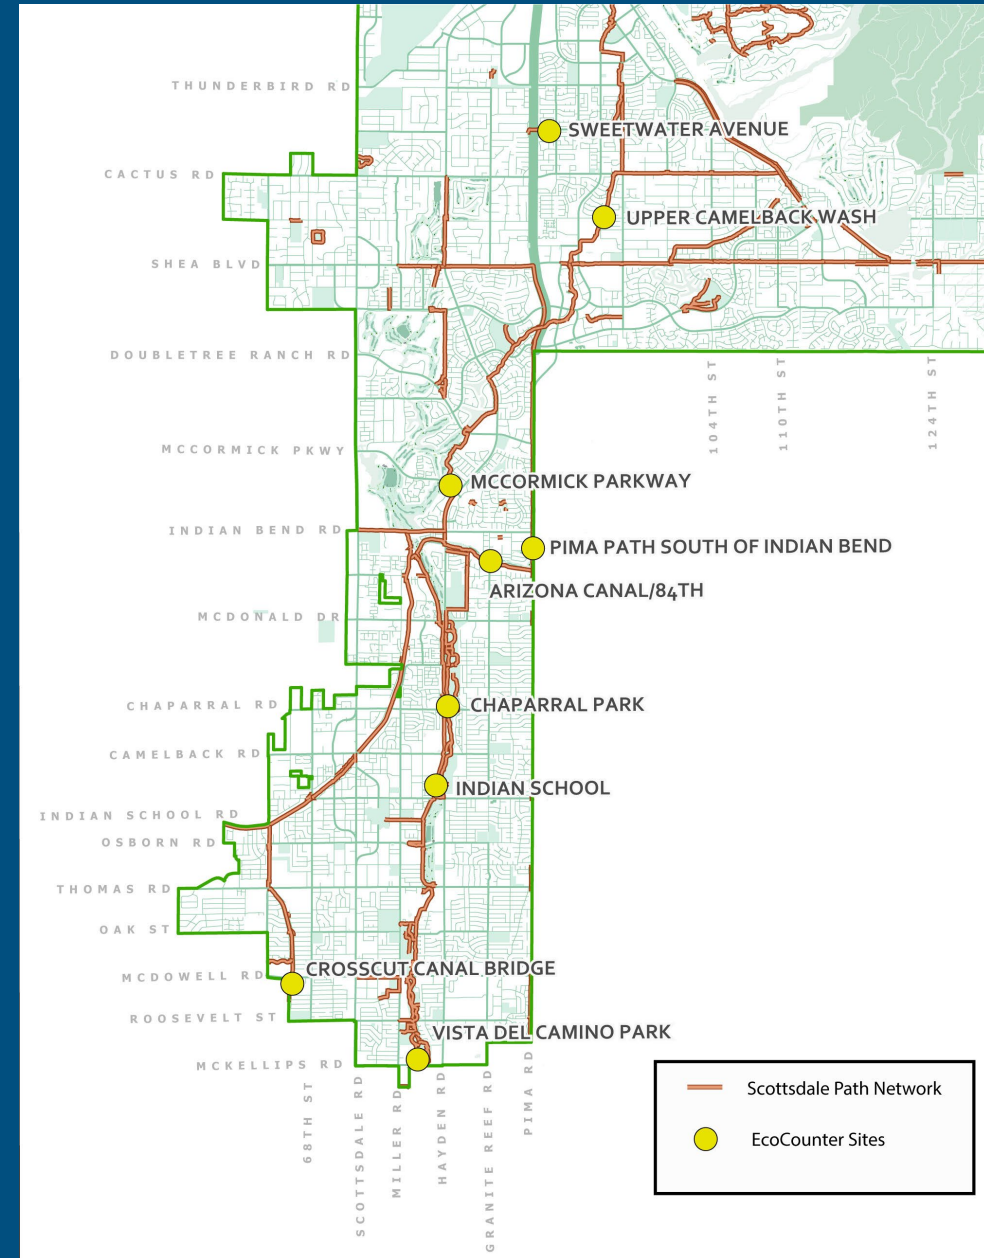 THUNDERBIRD RD
SWEETWATER AVENUE
CACTUS RD
UPPER CAMELBACK WASH
SHEA BLVD
DOUBLETREE RANCH RD
104TH ST
110TH ST
124TH ST
MCCORMICK PKWY
MCCORMICK PARKWAY
INDIAN BEND RD
PIMA PATH SOUTH OF INDIAN BEND
ARIZONA CANAL/84TH
MCDONALD DR
CHAPARRAL RD
CHAPARRAL PARK
CAMELBACK RD
INDIAN SCHOOL
INDIAN SCHOOL RD
OSBORN RD
THOMAS RD
OAK ST
CROSSCUT CANAL BRIDGE
MCDOWELL RD
ROOSEVELT ST
VISTA DEL CAMINO PARK
MCKELLIPS RD
68TH ST
SCOTTSDALE RD
MILLER RD
HAYDEN RD
GRANITE REEF RD
PIMA RD
Scottsdale Path Network
EcoCounter Sites